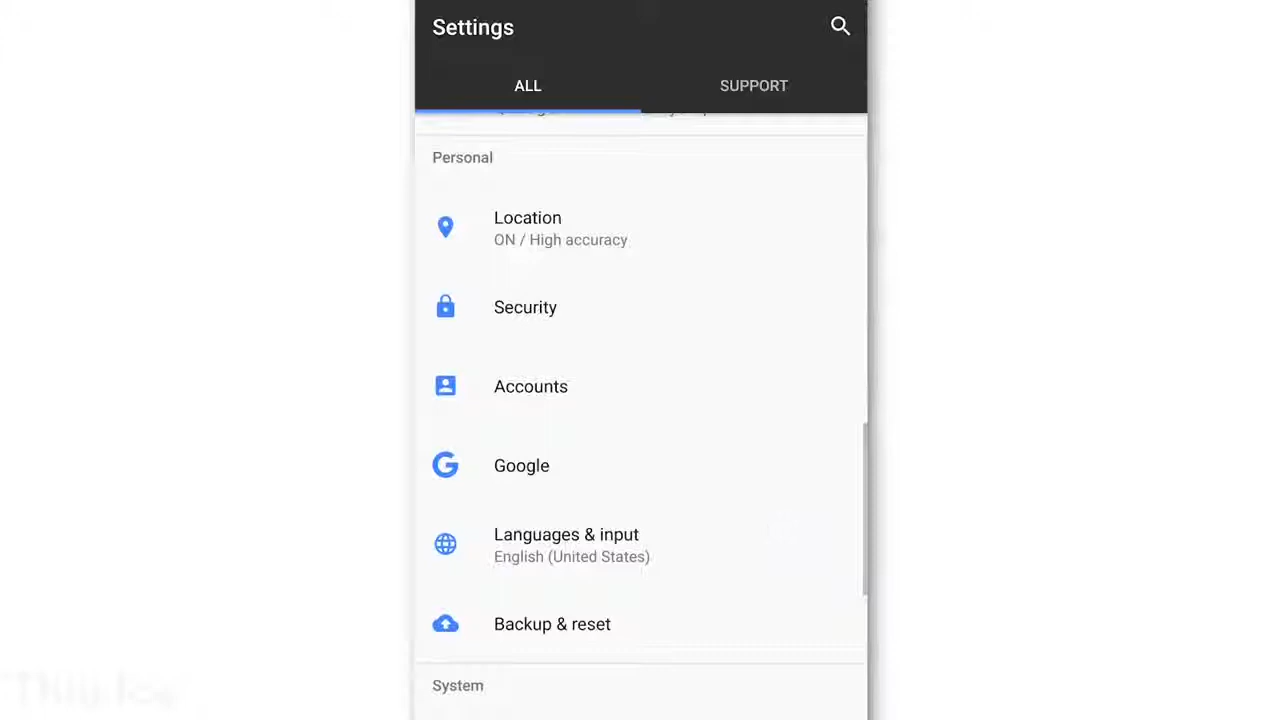 Settings
ALL
SUPPORT
Personal
Location
ON / High accuracy
Security
Accounts
Google
Languages & input
English (United States)
Backup & reset
System